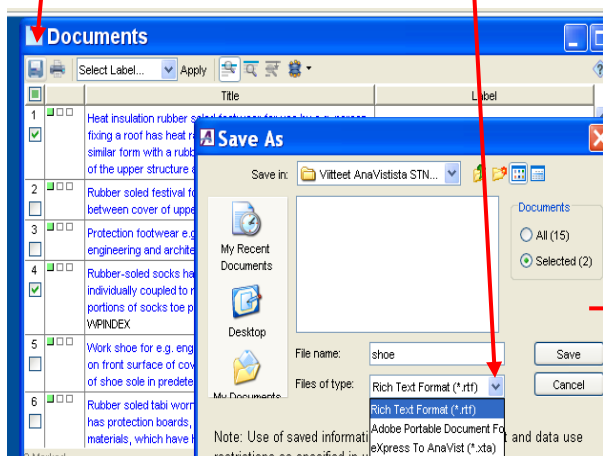 Documents
Select Label... Apply
Title Label
1 Heat insulation rubber soled footwear for use by e.g. person
fixing a roof has heat
similar form with a rubb
of the upper structure
2 Rubber soled festival fo
between cover of uppe
3 Protection footwear e.g
engineering and archite
4 Rubber-soled socks ha
individually coupled to
portions of socks toe p
WPINDEX
5 Work shoe for e.g. eng
on front surface of cov
of shoe sole in predete
6 Rubber soled tabi worn
has protection boards,
materials, which have
Save As
Save in: Viitteet AnaVistista STN...
My Recent
Documents
Desktop
My Documents
Documents
All (15)
Selected (2)
File name: shoe Save
Files of type: Rich Text Format (*.rtf) Cancel
Rich Text Format (*.rtf)
Adobe Portable Document Fo
eXpress To AnaVist (*.xta)
Note: Use of saved informati t and data use